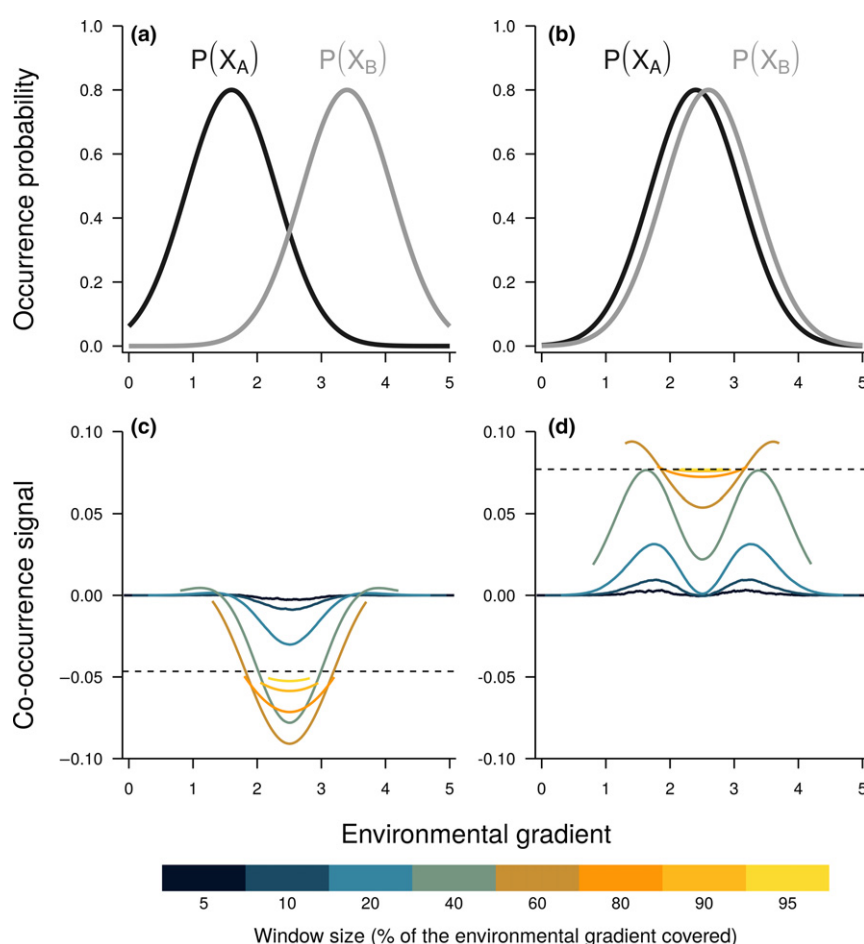 (a)
P(X_A)
P(X_B)
1.0
0.8
0.6
0.4
0.2
0.0
0 1 2 3 4 5
(b)
P(X_A)
P(X_B)
1.0
0.8
0.6
0.4
0.2
0.0
0 1 2 3 4 5
Occurrence probability
(c)
0.10
0.05
0.00
−0.05
−0.10
0 1 2 3 4 5
(d)
0.10
0.05
0.00
-0.05
-0.10
0 1 2 3 4 5
Co-occurrence signal
Environmental gradient
5 10 20 40 60 80 90 95
Window size (% of the environmental gradient covered)